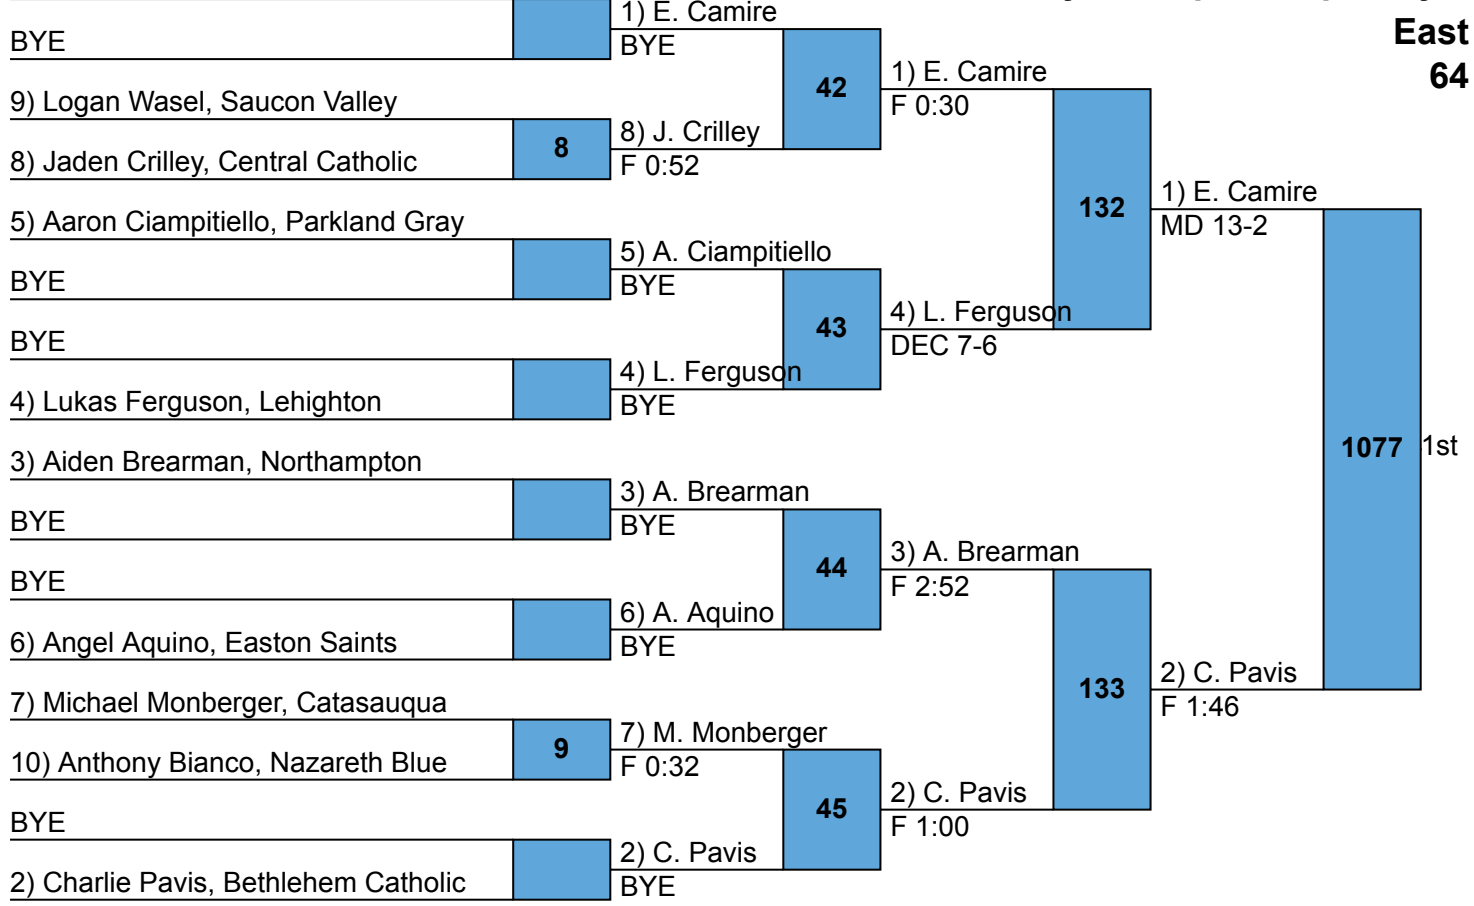 East
64
BYE
9) Logan Wasel, Saucon Valley
8) Jaden Crilley, Central Catholic
5) Aaron Ciampitiello, Parkland Gray
BYE
BYE
4) Lukas Ferguson, Lehighton
3) Aiden Brearman, Northampton
BYE
BYE
6) Angel Aquino, Easton Saints
7) Michael Monberger, Catasauqua
10) Anthony Bianco, Nazareth Blue
BYE
2) Charlie Pavis, Bethlehem Catholic
8
9
1) E. Camire
BYE
8) J. Crilley
F 0:52
5) A. Ciampitiello
BYE
4) L. Ferguson
BYE
3) A. Brearman
BYE
6) A. Aquino
BYE
7) M. Monberger
F 0:32
2) C. Pavis
BYE
42
43
44
45
1) E. Camire
F 0:30
4) L. Ferguson
DEC 7-6
3) A. Brearman
F 2:52
2) C. Pavis
F 1:00
132
133
1) E. Camire
MD 13-2
2) C. Pavis
F 1:46
1077
1st